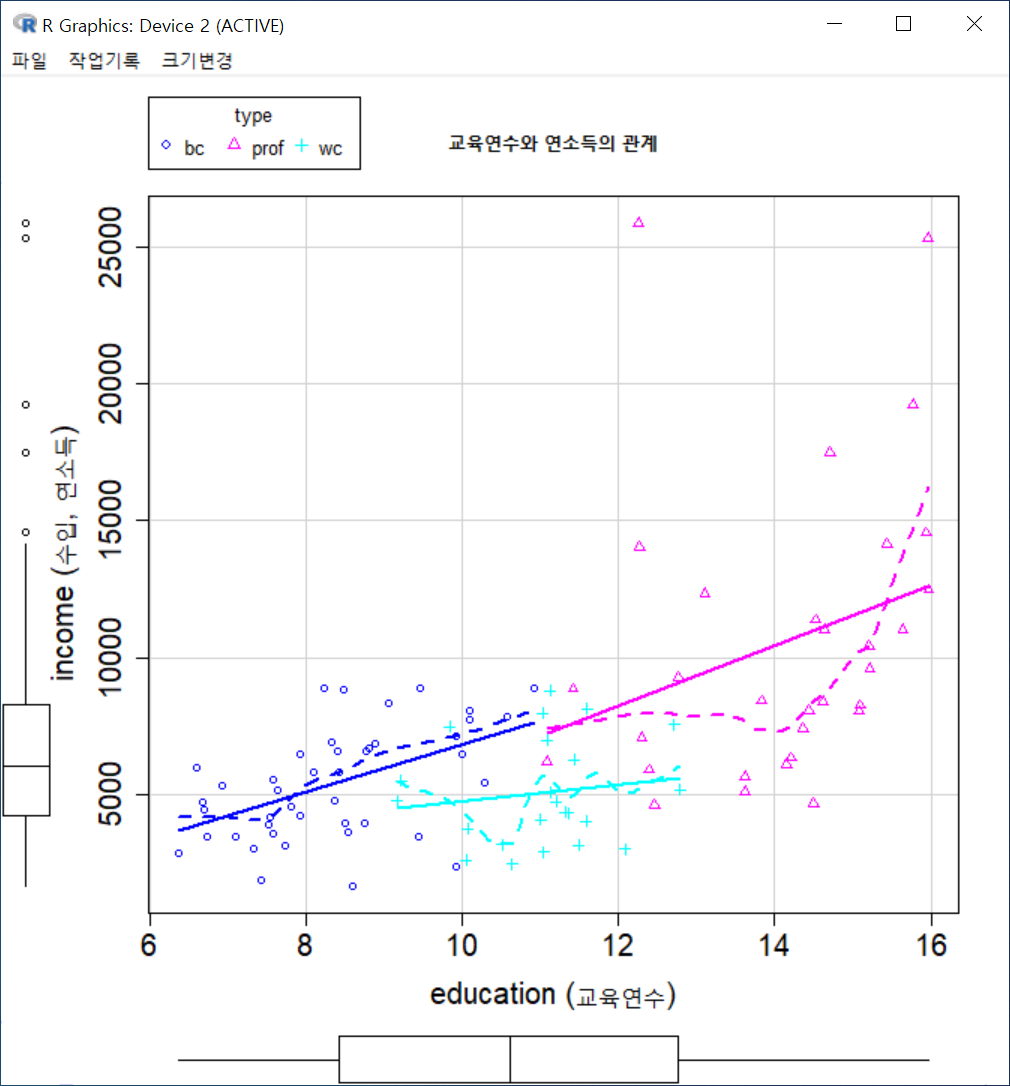 R Graphics: Device 2 (ACTIVE)
파일 작업기록 크기변경
type
bc prof wc
교육연수와 연소득의 관계
25000
20000
15000
10000
5000
income (수입, 연소득)
6 8 10 12 14 16
education (교육연수)